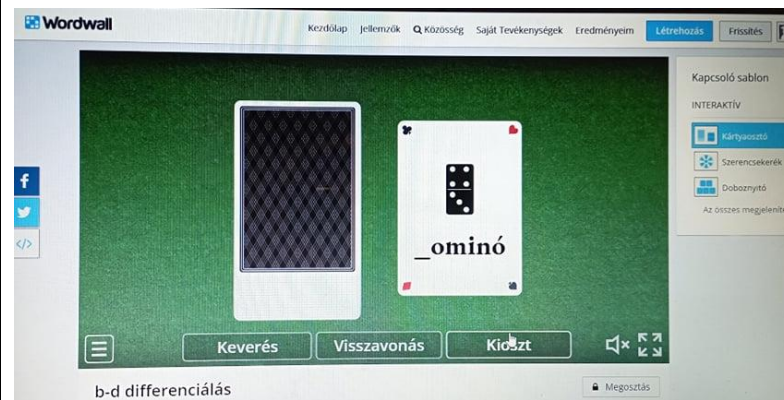 Wordwall
Kezdőlap Jellemzők Közösség Saját Tevékenységek Eredményeim Létrehozás Frissítés
Kapcsoló sablon
INTERAKTÍV
Kártyaosztó
Szerencsekerék
Doboznyitó
Az összes
_ominó
Keverés Visszavonás Kioszt
b-d differenciálás
Megosztás